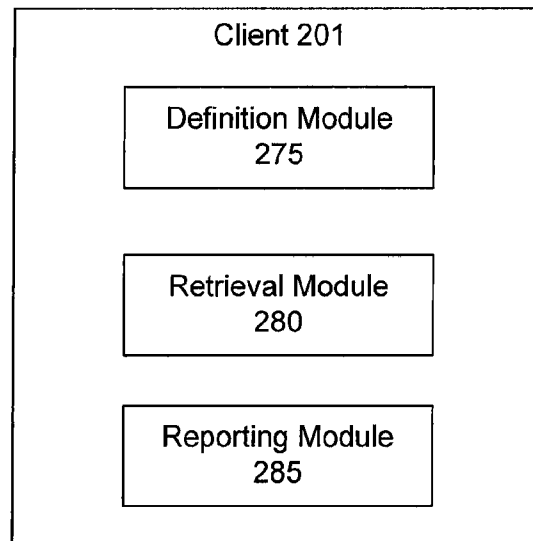 Client 201
Definition Module
275
Retrieval Module
280
Reporting Module
285